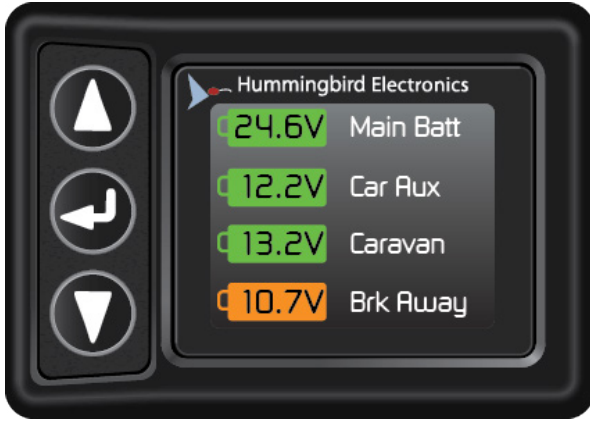 Hummingbird Electronics
24.6V Main Batt
12.2V Car Aux
13.2V Caravan
10.7V Brk Away